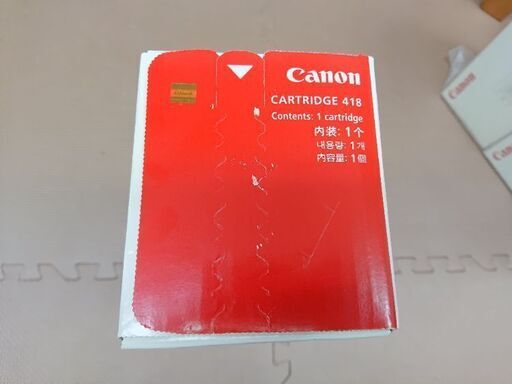 Canon
CARTRIDGE 418
Contents: 1 cartridge
内装: 1个
내용량: 1개
内容量: 1個
Canon